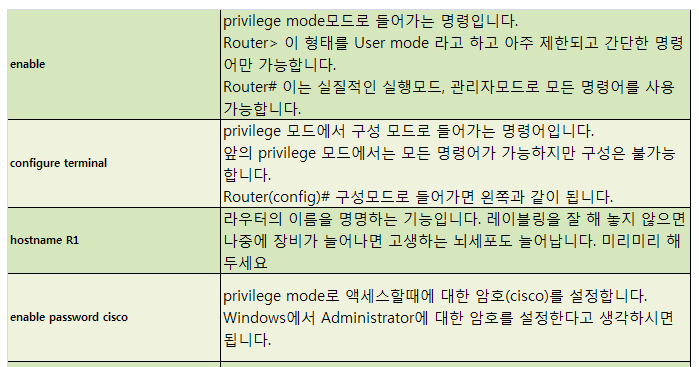 enable
privilege mode모드로 들어가는 명령입니다.
Router> 이 형태를 User mode 라고 하고 아주 제한되고 간단한 명령
어만 가능합니다.
Router# 이는 실질적인 실행모드, 관리자모드로 모든 명령어를 사용
가능합니다.
configure terminal
privilege 모드에서 구성 모드로 들어가는 명령어입니다.
앞의 privilege 모드에서는 모든 명령어가 가능하지만 구성은 불가능
합니다.
Router(config)# 구성모드로 들어가면 왼쪽과 같이 됩니다.
hostname R1
라우터의 이름을 명명하는 기능입니다. 레이블링을 잘 해 놓지 않으면
나중에 장비가 늘어나면 고생하는 뇌세포도 늘어납니다. 미리미리 해
두세요
enable password cisco
privilege mode로 액세스할때에 대한 암호(cisco)를 설정합니다.
Windows에서 Administrator에 대한 암호를 설정한다고 생각하시면
됩니다.